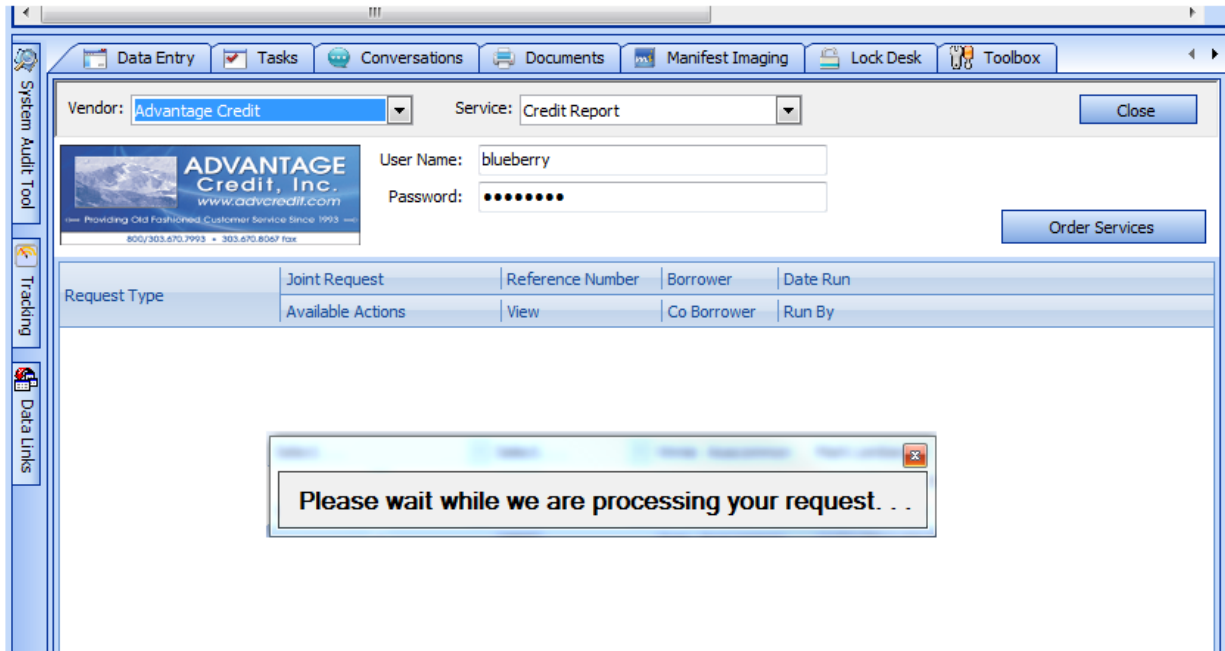 Data Entry Tasks Conversations Documents Manifest Imaging Lock Desk Toolbox
System Audit Tool
Tracking
Data Links
Vendor: Advantage Credit Service: Credit Report Close
ADVANTAGE
Credit, Inc.
www.advcredit.com
Providing Old Fashioned Customer Service Since 1993
800/303.670.7993 • 303.670.8067 fax
User Name: blueberry
Password: ●●●●●●●●
Order Services
Request Type
Joint Request Reference Number Borrower Date Run
Available Actions View Co Borrower Run By
Please wait while we are processing your request. . .